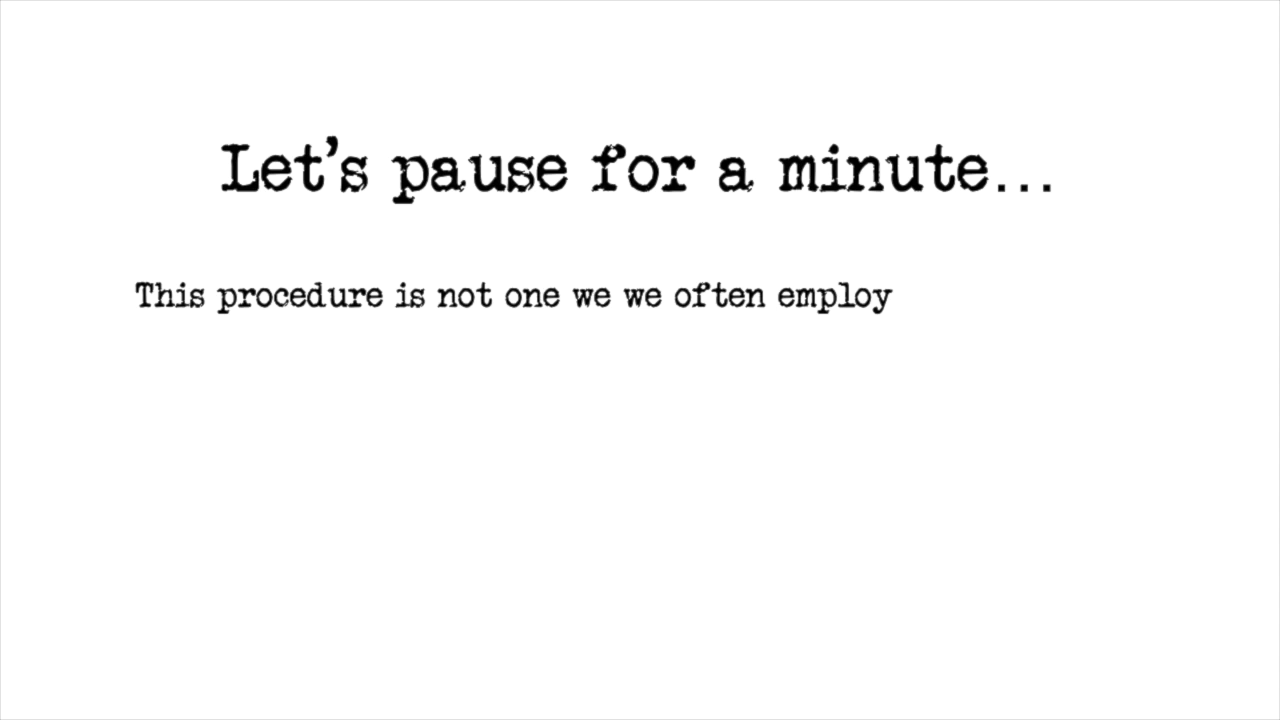 Let’s pause for a minute...
This procedure is not one we we often employ